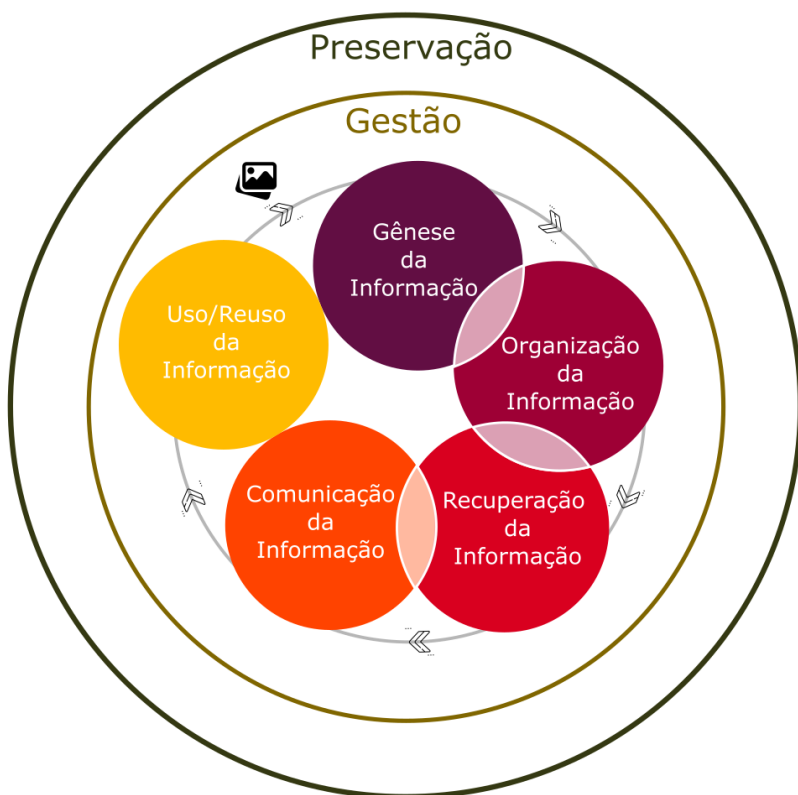 Preservação
Gestão
Gênese
da
Informação
Organização
da
Informação
Recuperação
da
Informação
Comunicação
da
Informação
Uso/Reuso
da
Informação